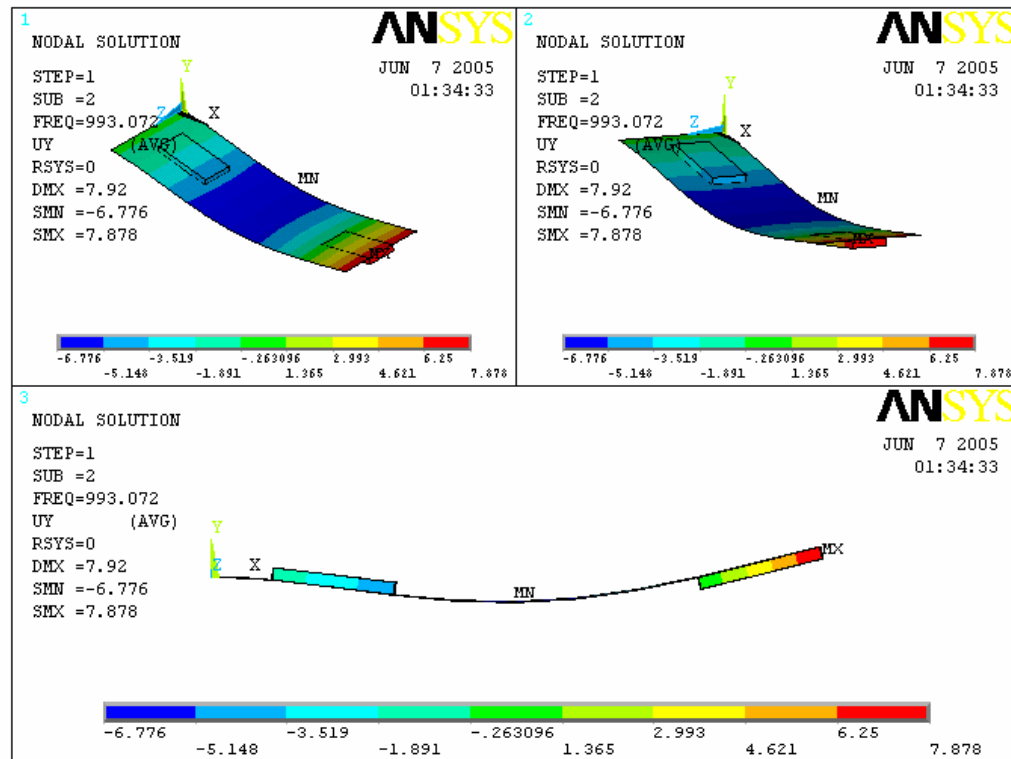 1
ANSYS
NODAL SOLUTION
JUN 7 2005
01:34:33
STEP=1
SUB =2
FREQ=993.072
UY (AVG)
RSYS=0
DMX =7.92
SMN =-6.776
SMX =7.878
Y
Z
X
MN
MX
-6.776 -3.519 -.263096 2.993 6.25
-5.148 -1.891 1.365 4.621 7.878
2
ANSYS
NODAL SOLUTION
JUN 7 2005
01:34:33
STEP=1
SUB =2
FREQ=993.072
UY (AVG)
RSYS=0
DMX =7.92
SMN =-6.776
SMX =7.878
Y
Z
X
MN
MX
-6.776 -3.519 -.263096 2.993 6.25
-5.148 -1.891 1.365 4.621 7.878
3
ANSYS
NODAL SOLUTION
JUN 7 2005
01:34:33
STEP=1
SUB =2
FREQ=993.072
UY (AVG)
RSYS=0
DMX =7.92
SMN =-6.776
SMX =7.878
Y
Z X
MN
MX
-6.776 -3.519 -.263096 2.993 6.25
-5.148 -1.891 1.365 4.621 7.878